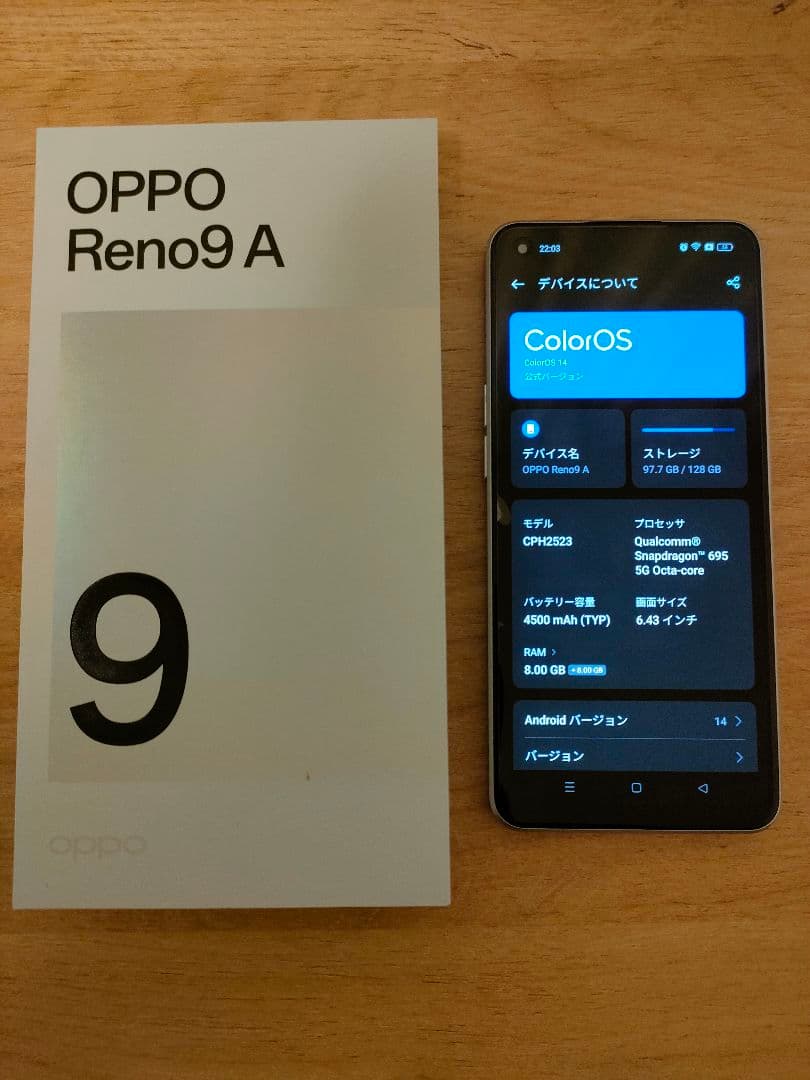 OPPO
Reno9 A
9
oppo
22:03
デバイスについて
ColorOS
ColorOS 14
公式バージョン
デバイス名
OPPO Reno9 A
ストレージ
97.7 GB / 128 GB
モデル
CPH2523
プロセッサ
Qualcomm®
Snapdragon™ 695
5G Octa-core
バッテリー容量
4500 mAh (TYP)
画面サイズ
6.43 インチ
RAM
8.00 GB + 8.00 GB
Android バージョン 14
バージョン